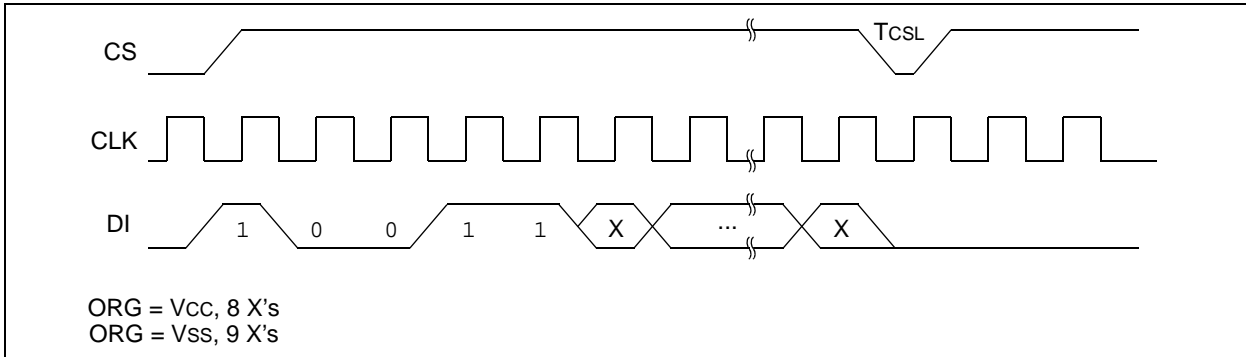 CS TCSL
CLK
DI 1 0 0 1 1 X ... X
ORG = VCC, 8 X's
ORG = VSS, 9 X's